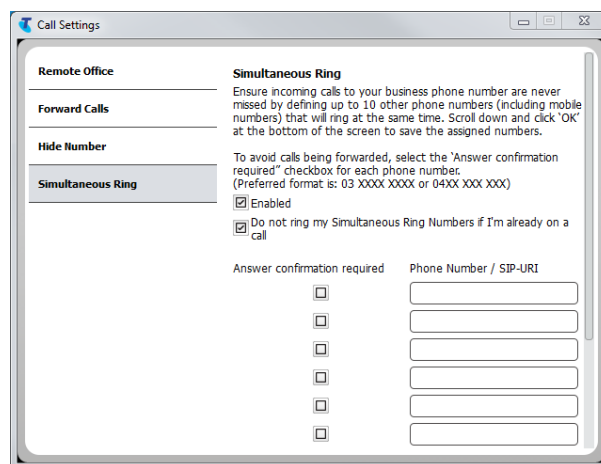 Call Settings
Remote Office
Forward Calls
Hide Number
Simultaneous Ring
Simultaneous Ring
Ensure incoming calls to your business phone number are never
missed by defining up to 10 other phone numbers (including mobile
numbers) that will ring at the same time. Scroll down and click ‘OK’
at the bottom of the screen to save the assigned numbers.
To avoid calls being forwarded, select the ‘Answer confirmation
required” checkbox for each phone
number.
(Preferred format is: 03 XXXX XXXX or 04XX XXX XXX)
Enabled
Do not ring my Simultaneous Ring Numbers if I'm already on a
call
Answer confirmation required Phone Number / SIP-URI